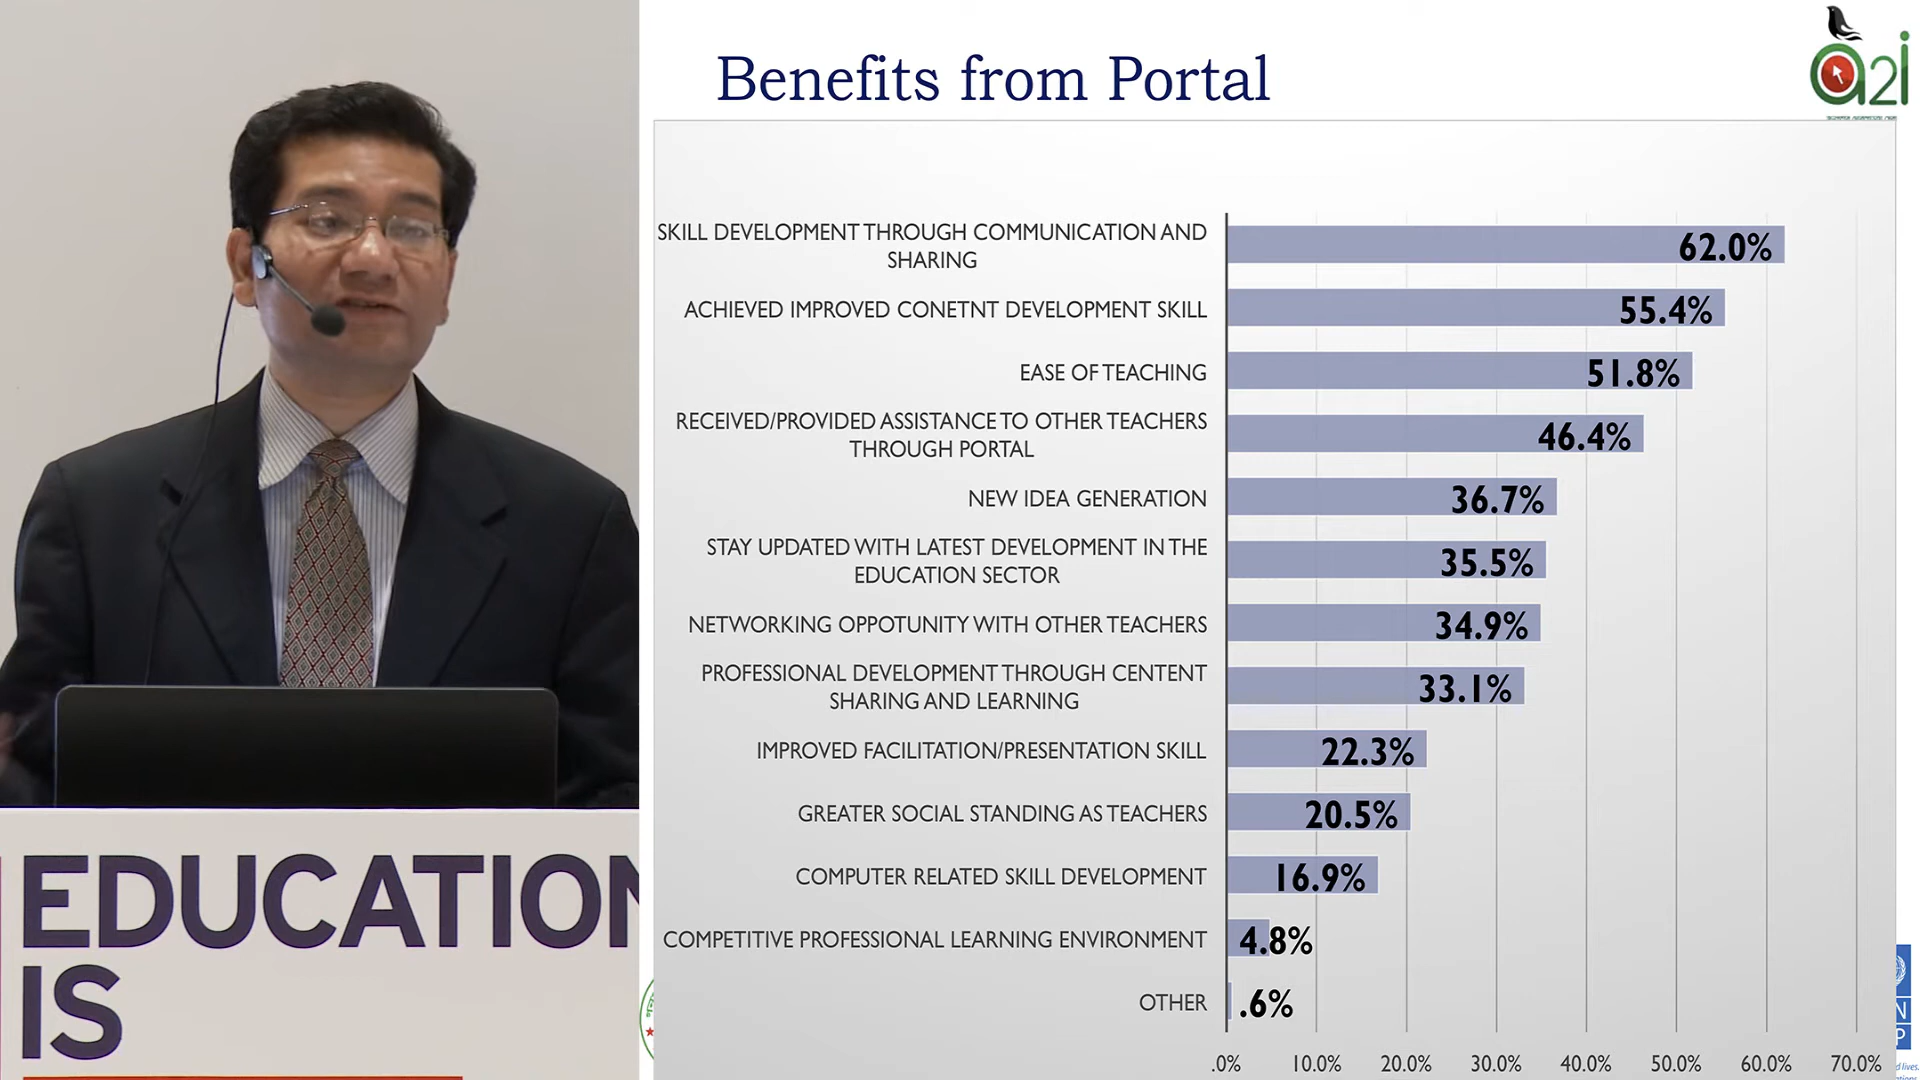 Benefits from Portal
a2i
SKILL DEVELOPMENT THROUGH COMMUNICATION AND
SHARING
62.0%
ACHIEVED IMPROVED CONETNT DEVELOPMENT SKILL
55.4%
EASE OF TEACHING
51.8%
RECEIVED/PROVIDED ASSISTANCE TO OTHER TEACHERS
THROUGH PORTAL
46.4%
NEW IDEA GENERATION
36.7%
STAY UPDATED WITH LATEST DEVELOPMENT IN THE
EDUCATION SECTOR
35.5%
NETWORKING OPPOTUNITY WITH OTHER TEACHERS
34.9%
PROFESSIONAL DEVELOPMENT THROUGH CENTENT
SHARING AND LEARNING
33.1%
IMPROVED FACILITATION/PRESENTATION SKILL
22.3%
GREATER SOCIAL STANDING AS TEACHERS
20.5%
COMPUTER RELATED SKILL DEVELOPMENT
16.9%
COMPETITIVE PROFESSIONAL LEARNING ENVIRONMENT
4.8%
OTHER
.6%
.0% 10.0% 20.0% 30.0% 40.0% 50.0% 60.0% 70.0%
EDUCATION
IS
N
P